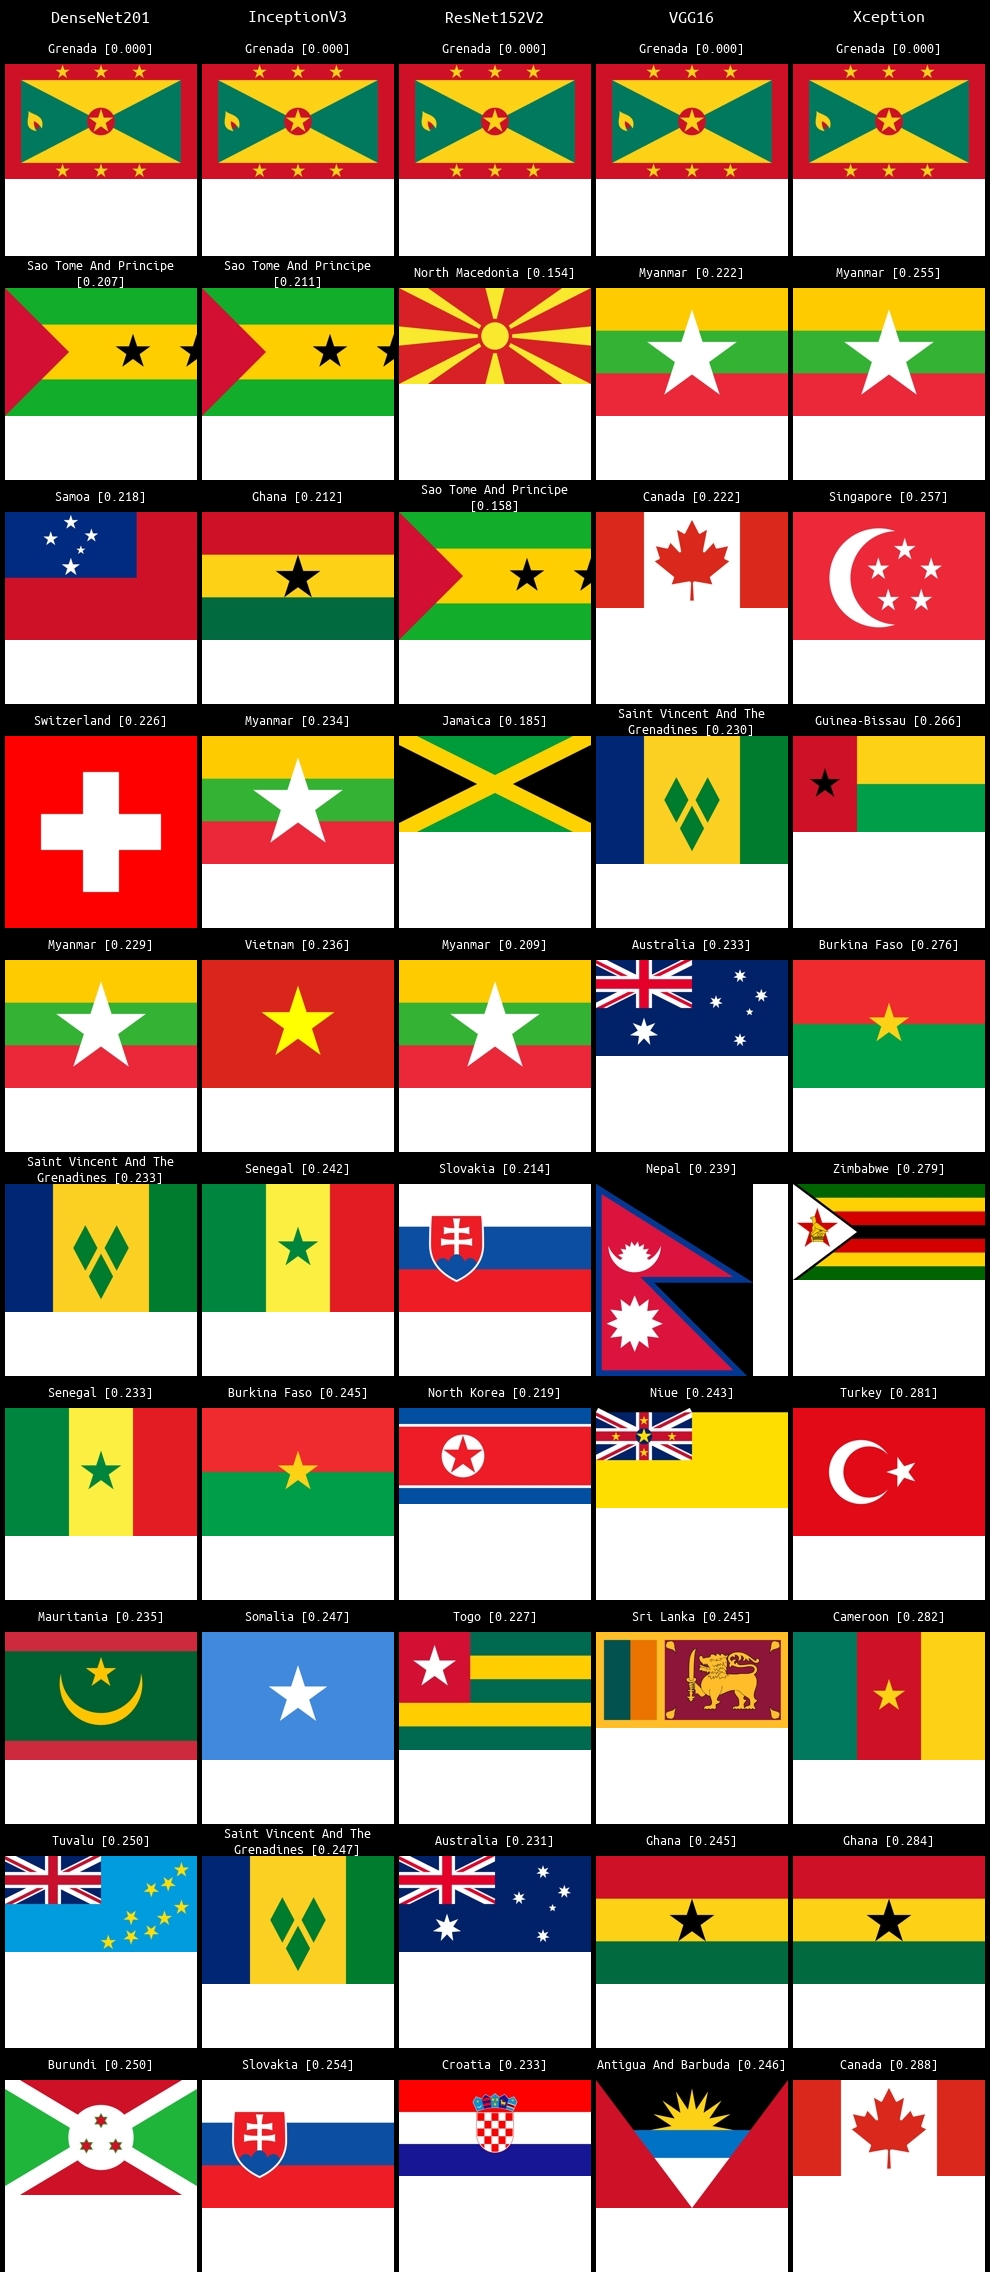 DenseNet201 InceptionV3 ResNet152V2 VGG16 Xception
Grenada [0.000] Grenada [0.000] Grenada [0.000] Grenada [0.000] Grenada [0.000]
Sao Tome And Principe
[0.207]
Sao Tome And Principe
[0.211]
North Macedonia [0.154]
Myanmar [0.222]
Myanmar [0.255]
Samoa [0.218]
Ghana [0.212]
Sao Tome And Principe
[0.158]
Canada [0.222]
Singapore [0.257]
Switzerland [0.226]
Myanmar [0.234]
Jamaica [0.185]
Saint Vincent And The
Grenadines [0.230]
Guinea-Bissau [0.266]
Myanmar [0.229]
Vietnam [0.236]
Myanmar [0.209]
Australia [0.233]
Burkina Faso [0.276]
Saint Vincent And The
Grenadines [0.233]
Senegal [0.242]
Slovakia [0.214]
Nepal [0.239]
Zimbabwe [0.279]
Senegal [0.233]
Burkina Faso [0.245]
North Korea [0.219]
Niue [0.243]
Turkey [0.281]
Mauritania [0.235]
Somalia [0.247]
Togo [0.227]
Sri Lanka [0.245]
Cameroon [0.282]
Tuvalu [0.250]
Saint Vincent And The
Grenadines [0.247]
Australia [0.231]
Ghana [0.245]
Ghana [0.284]
Burundi [0.250]
Slovakia [0.254]
Croatia [0.233]
Antigua And Barbuda [0.246]
Canada [0.288]